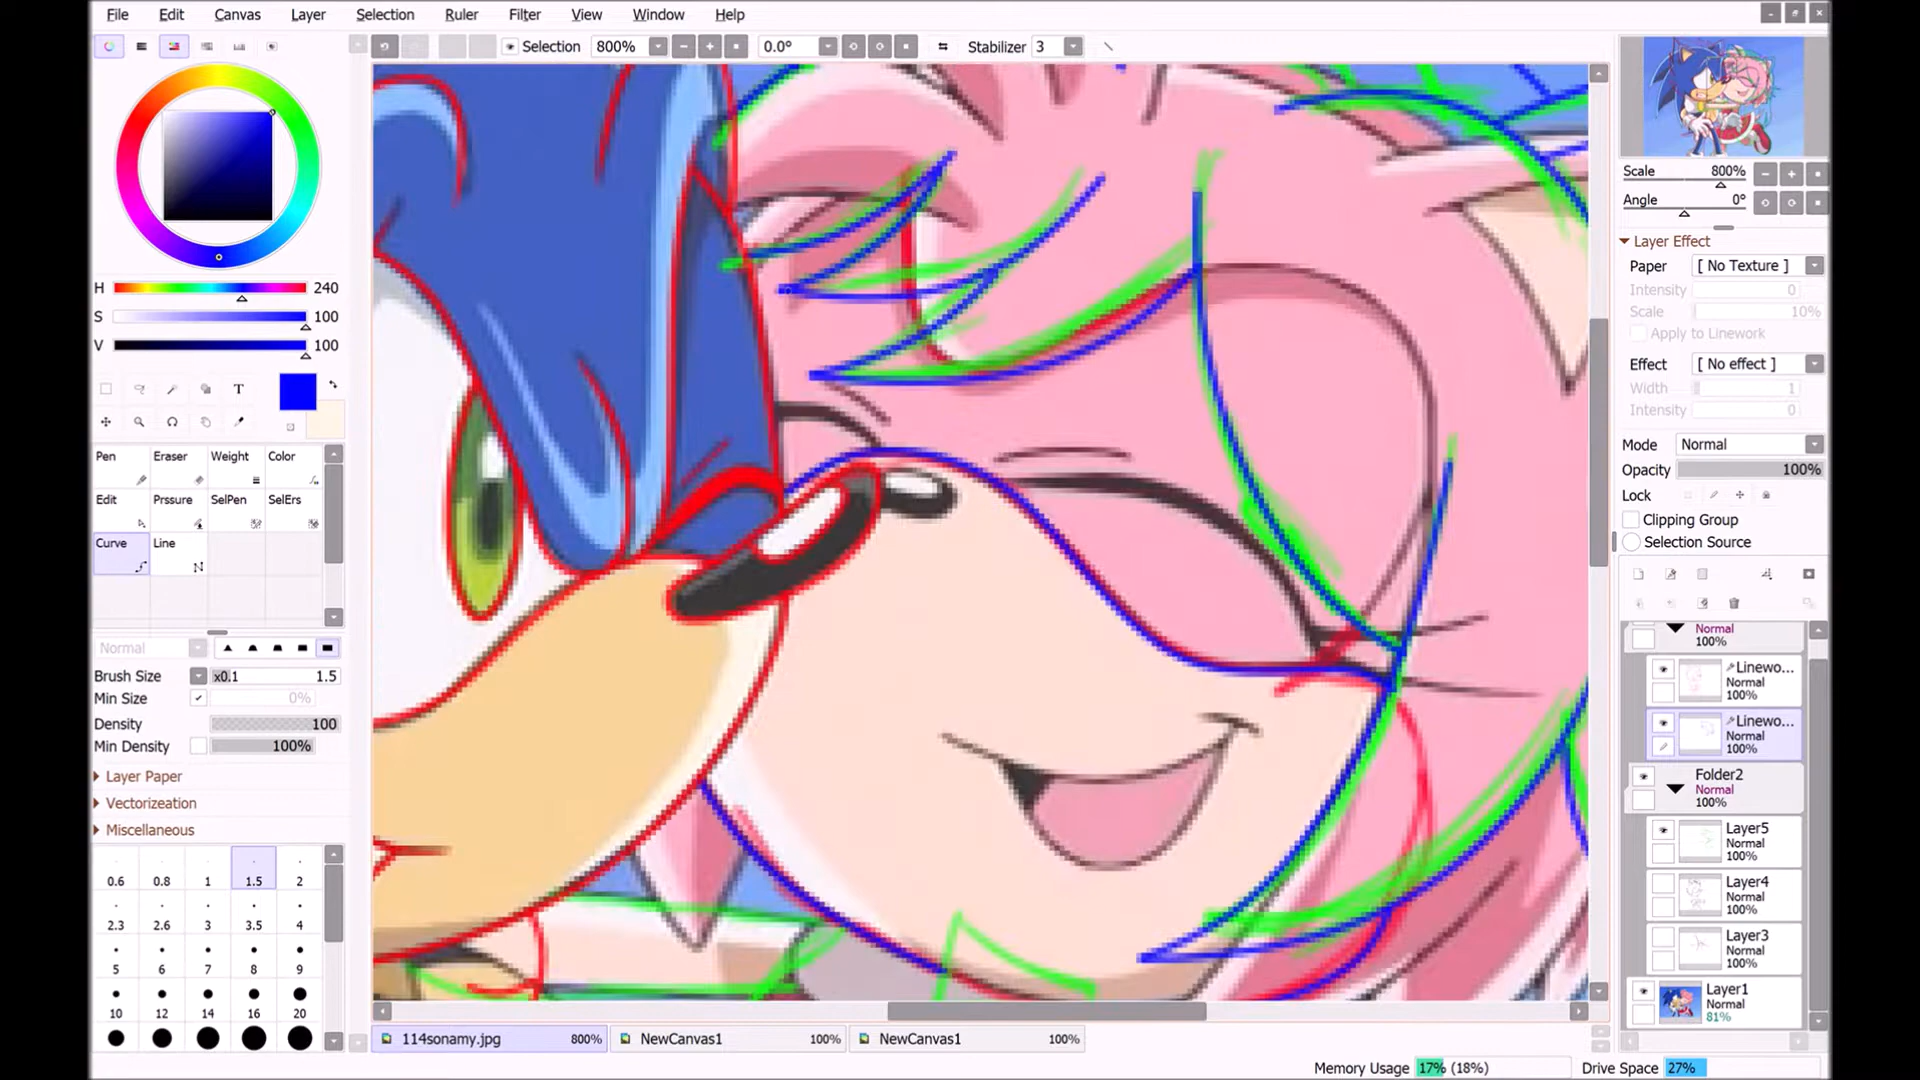 File Edit Canvas Layer Selection Ruler Filter View Window Help
Selection 800% 0.0° Stabilizer 3
Scale 800%
Angle 0°
Layer Effect
Paper [ No Texture ]
Intensity 0
Scale 10%
Apply to Linework
Effect [ No effect ]
Width 1
Intensity 0
Mode Normal
Opacity 100%
Lock
Clipping Group
Selection Source
Normal
100%
Linewo...
Normal
100%
Linewo...
Normal
100%
Folder2
Normal
100%
Layer5
Normal
100%
Layer4
Normal
100%
Layer3
Normal
100%
Layer1
Normal
81%
H 240
S 100
V 100
T
Pen Eraser Weight Color
Edit Prssure SelPen SelErs
Curve Line
Normal
Brush Size x0.1 1.5
Min Size 0%
Density 100
Min Density 100%
Layer Paper
Vectorizeation
Miscellaneous
0.6 0.8 1 1.5 2
2.3 2.6 3 3.5 4
5 6 7 8 9
10 12 14 16 20
114sonamy.jpg 800% NewCanvas1 100% NewCanvas1 100%
Memory Usage 17% (18%) Drive Space 27%